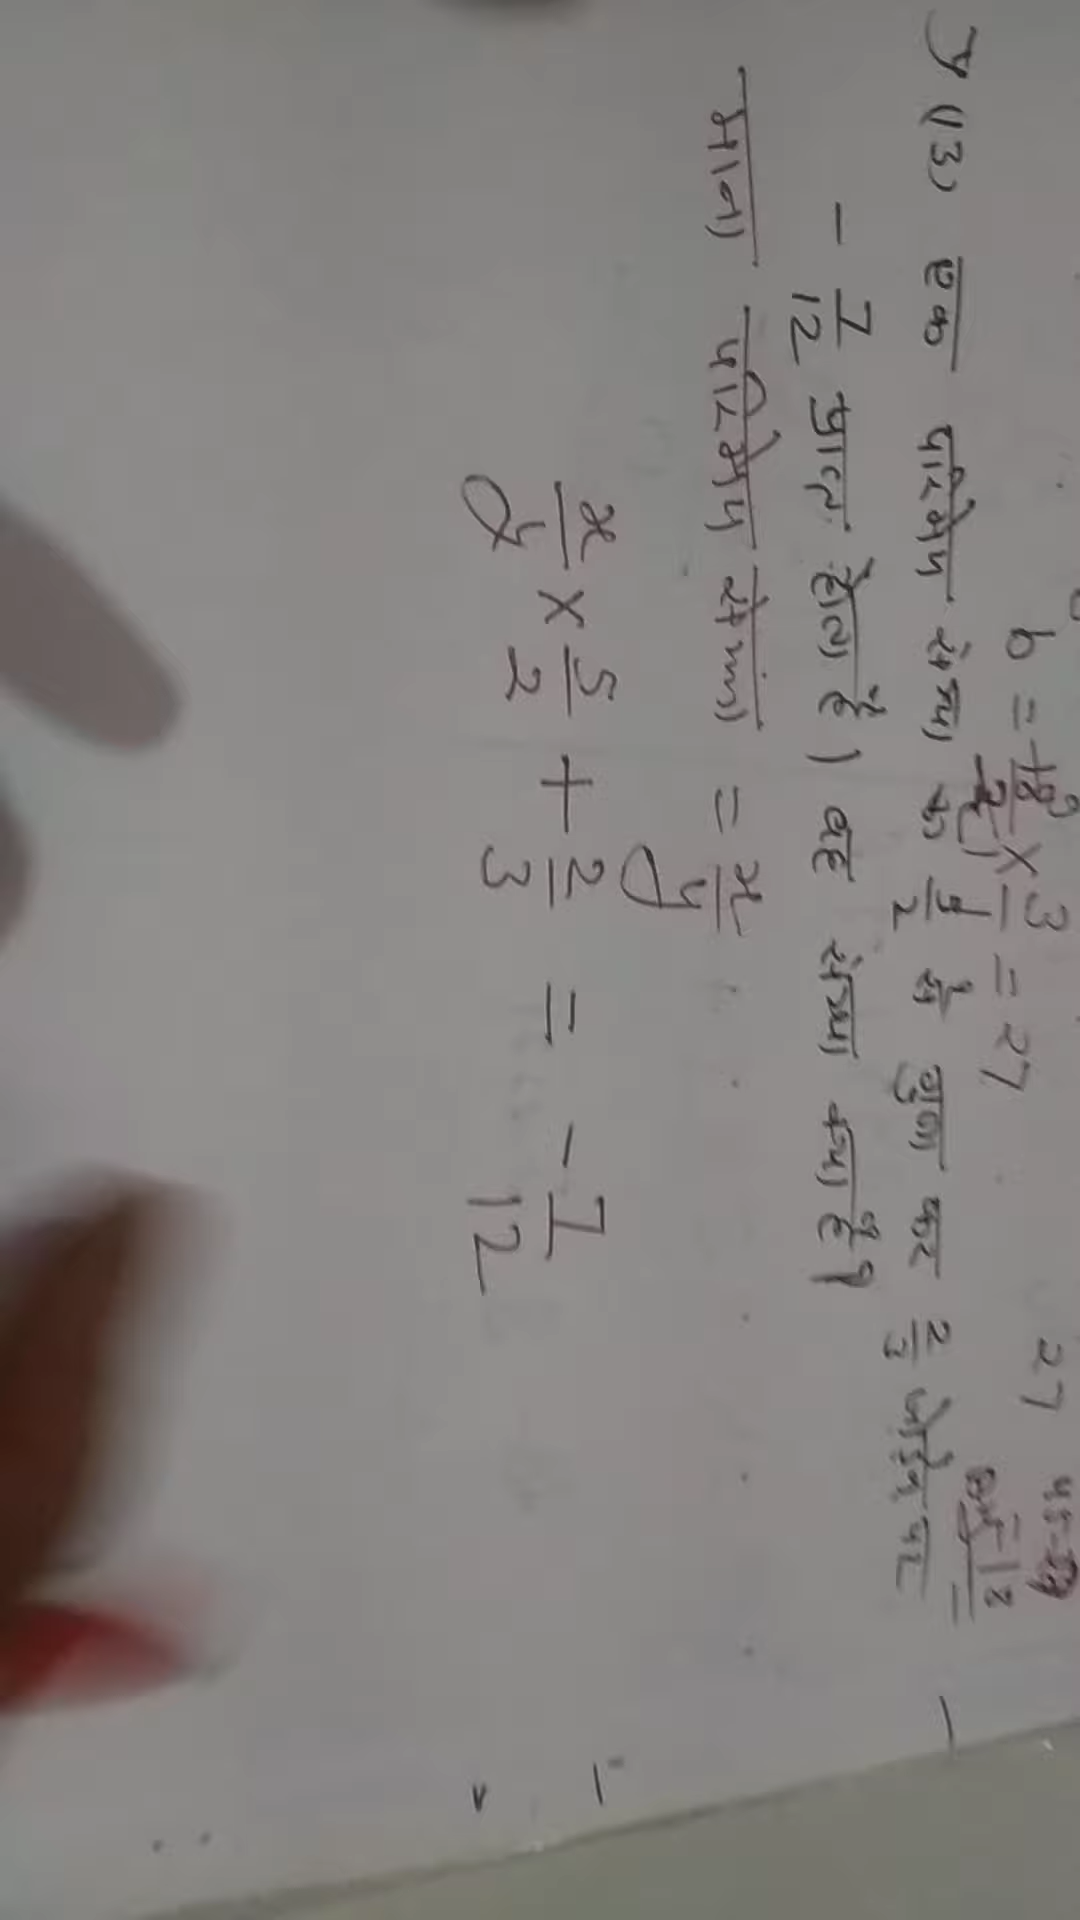 b = 18/2 × 3 = 27
27
प्र (13) एक परिमेय संख्या को 5/2 से गुणा कर 2/3 जोड़ने पर
- 7/12 प्राप्त होता है। वह संख्या क्या है?
माना परिमेय संख्या = x/y
x/y × 5/2 + 2/3 = - 7/12